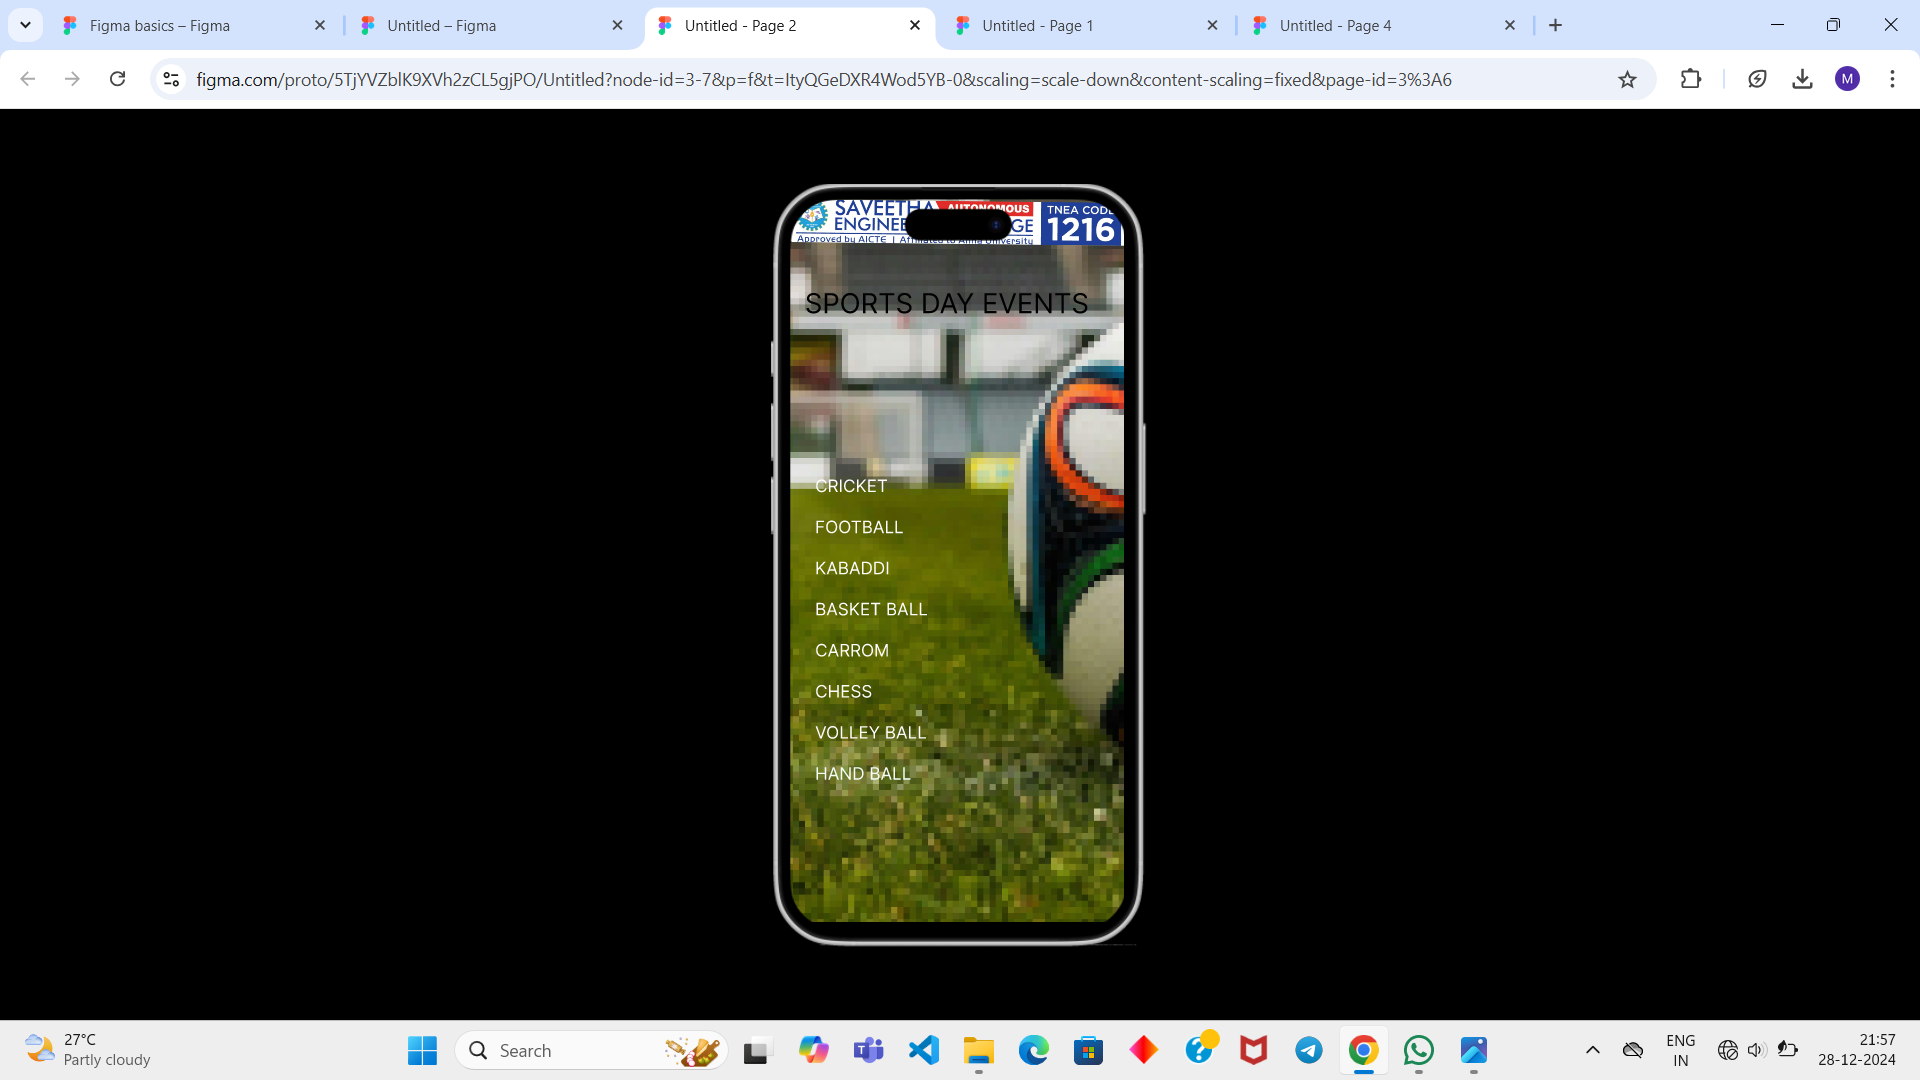 Figma basics – Figma
Untitled – Figma
Untitled - Page 2
Untitled - Page 1
Untitled - Page 4
figma.com/proto/5TjYVZblK9XVh2zCL5gjPO/Untitled?node-id=3-7&p=f&t=ItyQGeDXR4Wod5YB-0&scaling=scale-down&content-scaling=fixed&page-id=3%3A6
M
SAVEETHA AUTONOMOUS
ENGINEE GE
Approved by AICTE | Affiliated to Anna University
TNEA CODE
1216
SPORTS DAY EVENTS
CRICKET
FOOTBALL
KABADDI
BASKET BALL
CARROM
CHESS
VOLLEY BALL
HAND BALL
27°C
Partly cloudy
Search
ENG
IN
21:57
28-12-2024